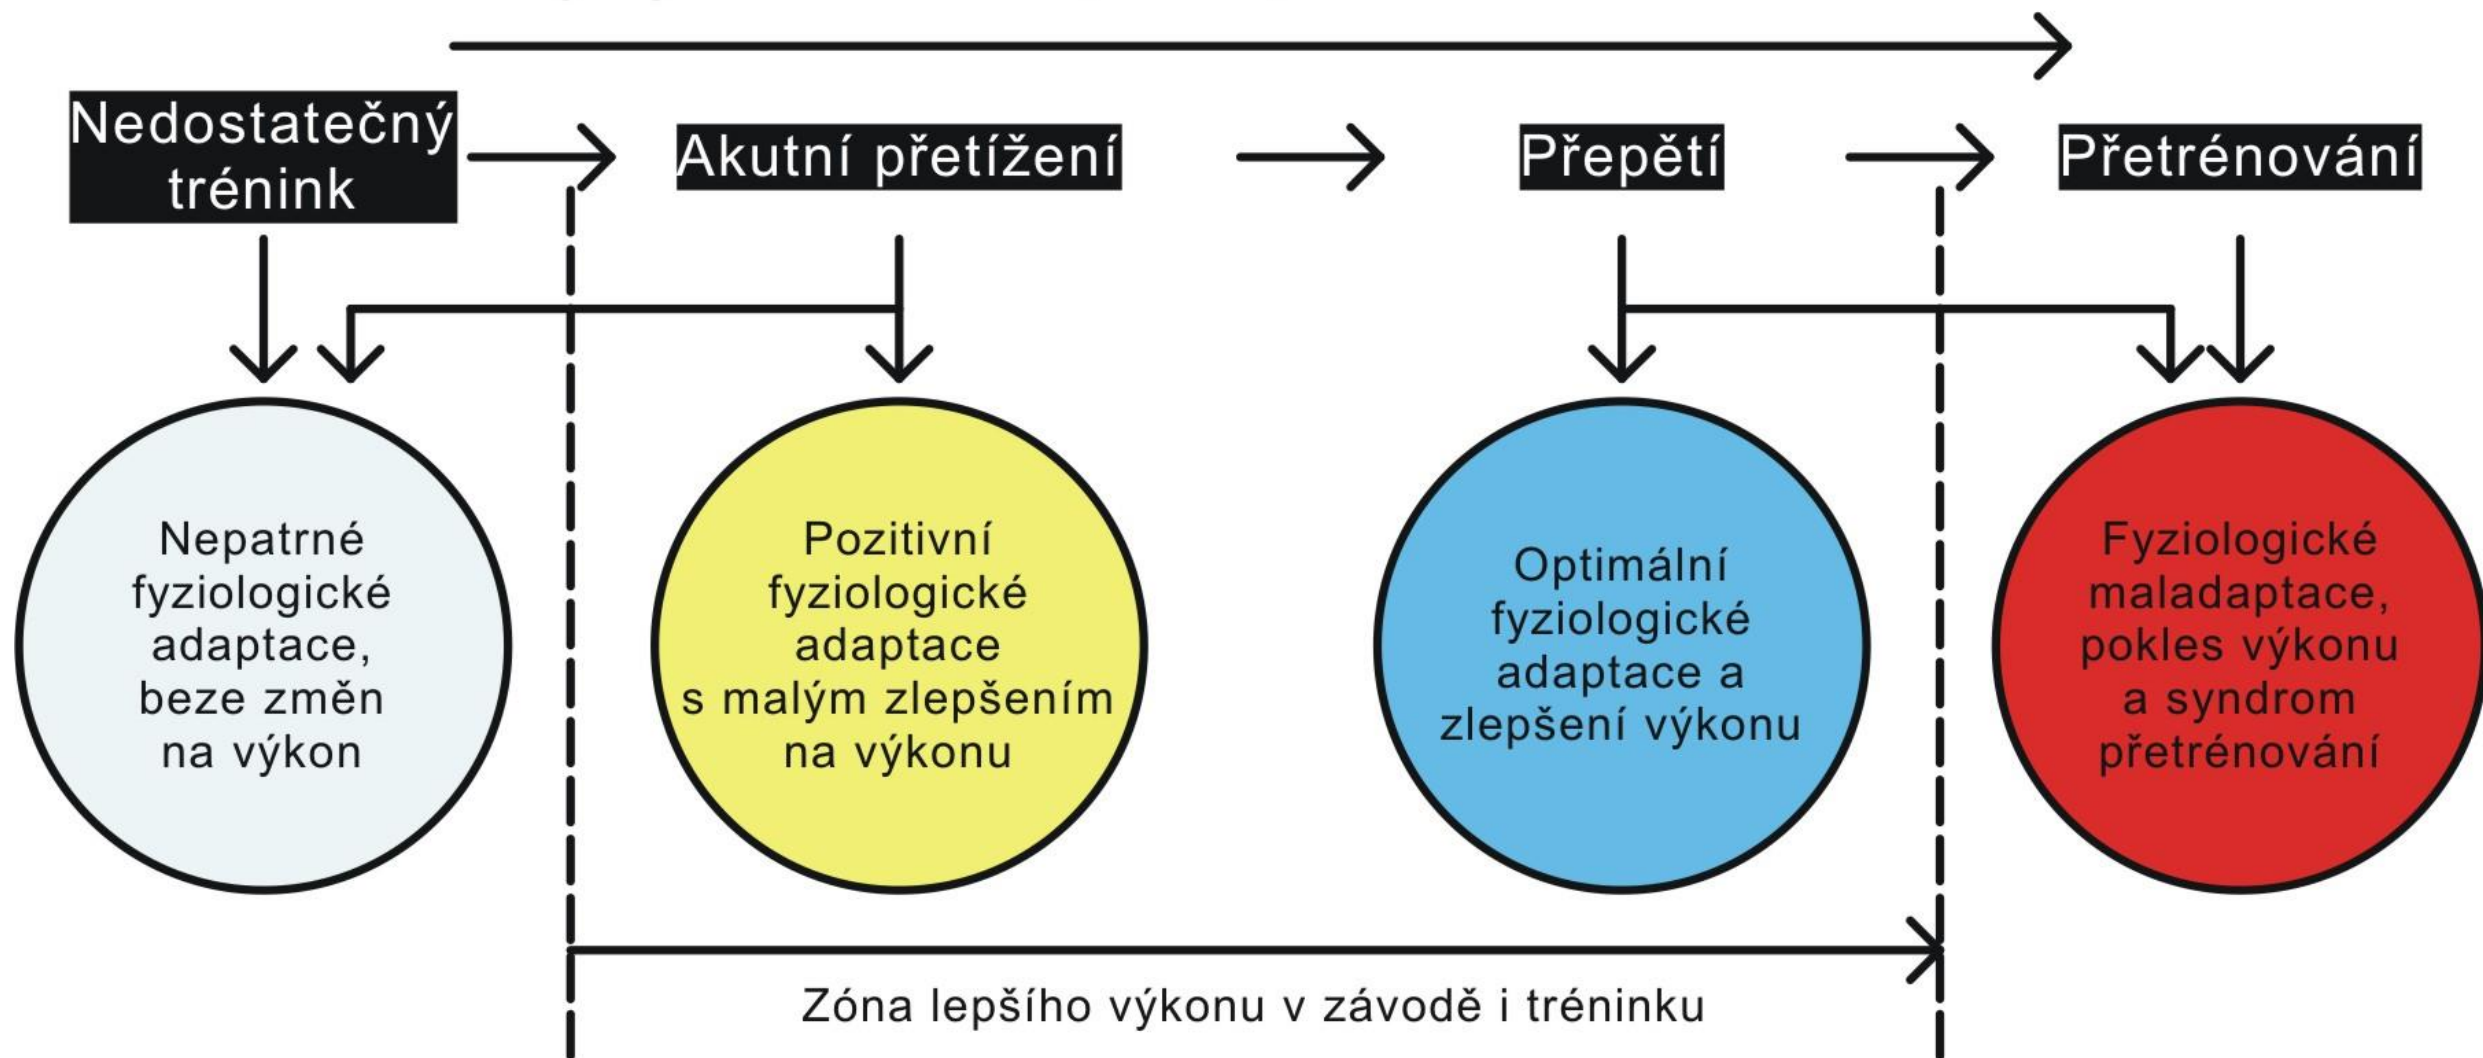 Nedostatečný
trénink
Akutní přetížení
Přepětí
Přetrénování
Nepatrné
fyziologické
adaptace,
beze změn
na výkon
Pozitivní
fyziologické
adaptace
s malým zlepšením
na výkonu
Optimální
fyziologické
adaptace a
zlepšení výkonu
Fyziologické
maladaptace,
pokles výkonu
a syndrom
přetrénování
Zóna lepšího výkonu v závodě i tréninku